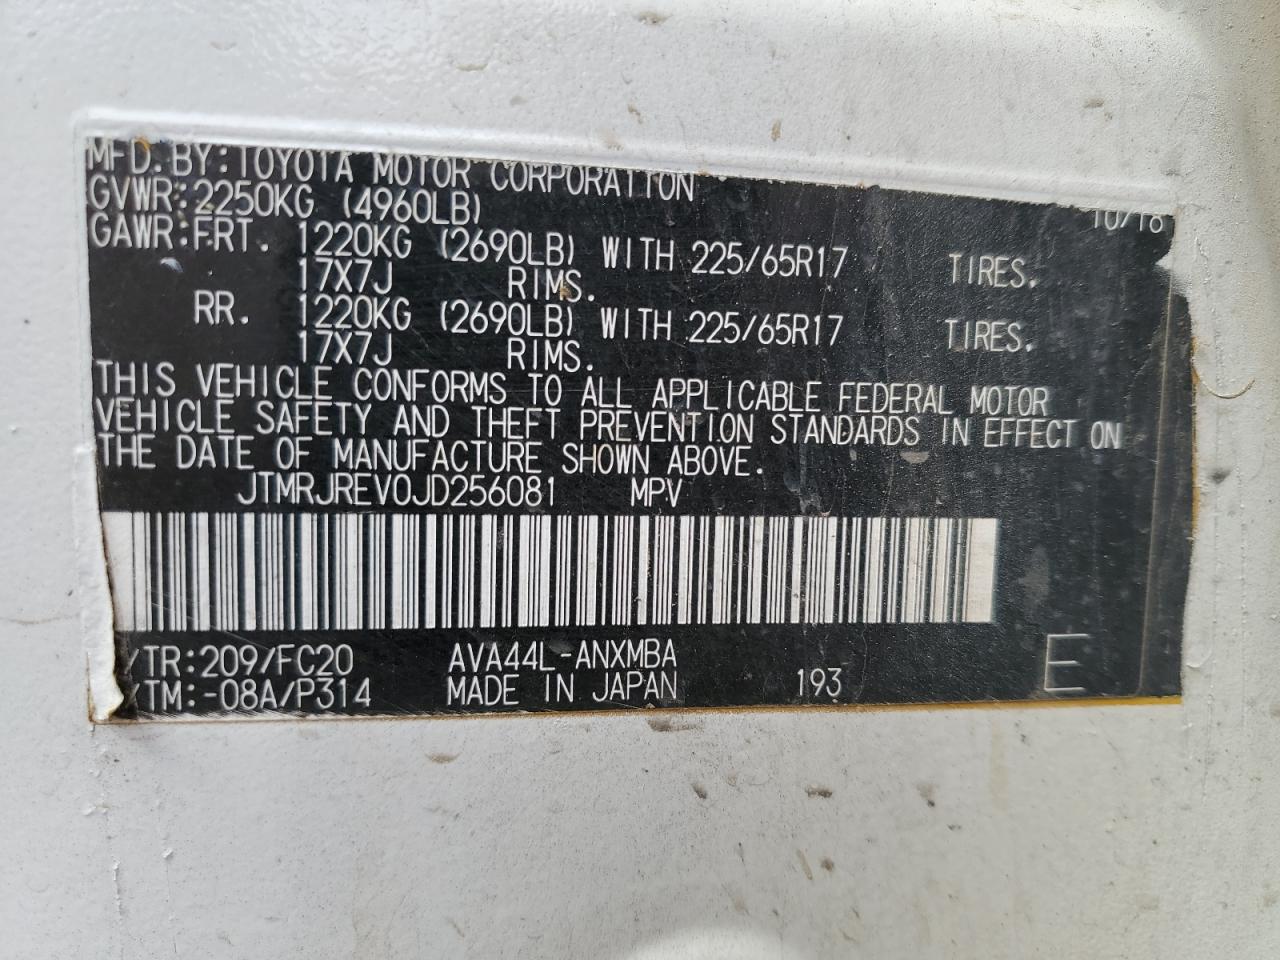 MFD. BY: TOYOTA MOTOR CORPORATION
GVWR: 2250KG (4960LB) 10/18
GAWR: FRT. 1220KG (2690LB) WITH 225/65R17 TIRES.
17X7J RIMS.
RR. 1220KG (2690LB) WITH 225/65R17 TIRES.
17X7J RIMS.
THIS VEHICLE CONFORMS TO ALL APPLICABLE FEDERAL MOTOR
VEHICLE SAFETY AND THEFT PREVENTION STANDARDS IN EFFECT ON
THE DATE OF MANUFACTURE SHOWN ABOVE.
JTMRJREV0JD256081 MPV
/TR: 209/FC20 AVA44L-ANXMBA
/TM: -08A/P314 MADE IN JAPAN 193 E